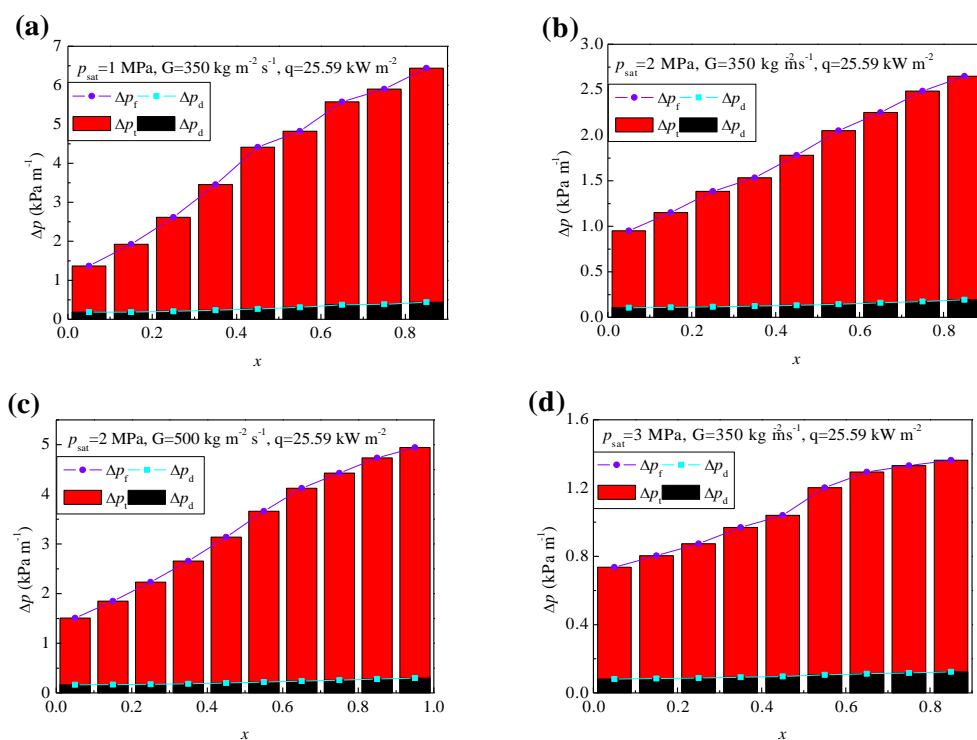 (a)
p_sat=1 MPa, G=350 kg m⁻² s⁻¹, q=25.59 kW m⁻²
Δp_f Δp_d
Δp_t Δp_d
Δp (kPa m⁻¹)
7
6
5
4
3
2
1
0
0.0 0.2 0.4 0.6 0.8
x
(b)
p_sat=2 MPa, G=350 kg m⁻²s⁻¹, q=25.59 kW m⁻²
Δp_f Δp_d
Δp_t Δp_d
Δp (kPa m⁻¹)
3.0
2.5
2.0
1.5
1.0
0.5
0.0
0.0 0.2 0.4 0.6 0.8
x
(c)
p_sat=2 MPa, G=500 kg m⁻² s⁻¹, q=25.59 kW m⁻²
Δp_f Δp_d
Δp_t Δp_d
Δp (kPa m⁻¹)
5
4
3
2
1
0
0.0 0.2 0.4 0.6 0.8 1.0
x
(d)
p_sat=3 MPa, G=350 kg m⁻²s⁻¹, q=25.59 kW m⁻²
Δp_f Δp_d
Δp_t Δp_d
Δp (kPa m⁻¹)
1.6
1.2
0.8
0.4
0.0
0.0 0.2 0.4 0.6 0.8
x